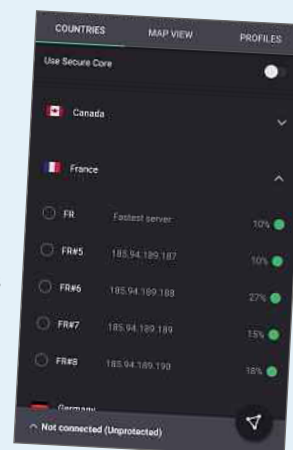 COUNTRIES MAP VIEW PROFILES
Use Secure Core
Canada
France
FR Fastest server 10%
FR#5 185.94.189.187 10%
FR#6 185.94.189.188 27%
FR#7 185.94.189.189 15%
FR#8 185.94.189.190 18%
Germany
Not connected (Unprotected)